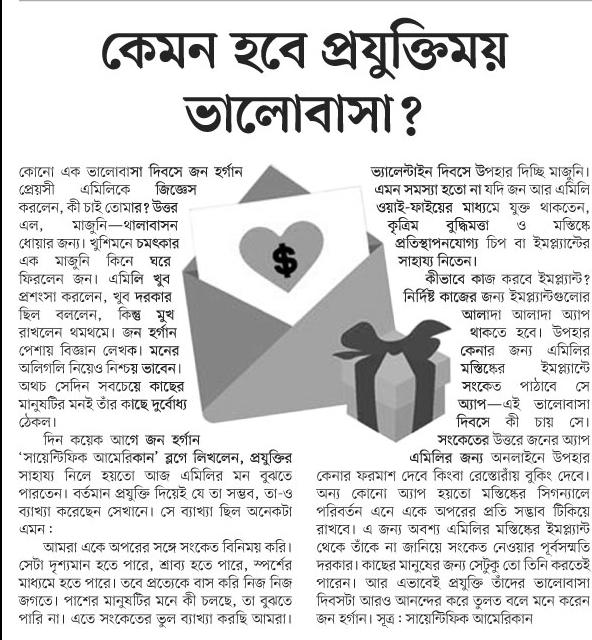 কেমন হবে প্রযুক্তিময়
ভালোবাসা?
কোনো এক ভালোবাসা দিবসে জন হর্গান
প্রেয়সী এমিলিকে জিজ্ঞেস
করলেন, কী চাই তোমার? উত্তর
এল, মাজুনি—থালাবাসন
ধোয়ার জন্য। খুশিমনে চমৎকার
এক মাজুনি কিনে ঘরে
ফিরলেন জন। এমিলি খুব
প্রশংসা করলেন, খুব দরকার
ছিল বললেন, কিন্তু মুখ
রাখলেন থমথমে। জন হর্গান
পেশায় বিজ্ঞান লেখক। মনের
অলিগলি নিয়েও নিশ্চয় ভাবেন।
অথচ সেদিন সবচেয়ে কাছের
মানুষটির মনই তাঁর কাছে দুর্বোধ্য
ঠেকল।
দিন কয়েক আগে জন হর্গান
‘সায়েন্টিফিক আমেরিকান’ ব্লগে লিখলেন, প্রযুক্তির
সাহায্য নিলে হয়তো আজ এমিলির মন বুঝতে
পারতেন। বর্তমান প্রযুক্তি দিয়েই যে তা সম্ভব, তা-ও
ব্যাখ্যা করেছেন সেখানে। সে ব্যাখ্যা ছিল অনেকটা
এমন :
আমরা একে অপরের সঙ্গে সংকেত বিনিময় করি।
সেটা দৃশ্যমান হতে পারে, শ্রাব্য হতে পারে, স্পর্শের
মাধ্যমে হতে পারে। তবে প্রত্যেকে বাস করি নিজ নিজ
জগতে। পাশের মানুষটির মনে কী চলছে, তা বুঝতে
পারি না। এতে সংকেতের ভুল ব্যাখ্যা করছি আমরা।
ভ্যালেন্টাইন দিবসে উপহার দিচ্ছি মাজুনি।
এমন সমস্যা হতো না যদি জন আর এমিলি
ওয়াই-ফাইয়ের মাধ্যমে যুক্ত থাকতেন,
কৃত্রিম বুদ্ধিমত্তা ও মস্তিষ্কে
প্রতিস্থাপনযোগ্য চিপ বা ইমপ্ল্যান্টের
সাহায্য নিতেন।
কীভাবে কাজ করবে ইমপ্ল্যান্ট?
নির্দিষ্ট কাজের জন্য ইমপ্ল্যান্টগুলোর
আলাদা আলাদা অ্যাপ
থাকতে হবে। উপহার
কেনার জন্য এমিলির
মস্তিষ্কের ইমপ্ল্যান্টে
সংকেত পাঠাবে সে
অ্যাপ—এই ভালোবাসা
দিবসে কী চায় সে।
সংকেতের উত্তরে জনের অ্যাপ
এমিলির জন্য অনলাইনে উপহার
কেনার ফরমাশ দেবে কিংবা রেস্তোরাঁয় বুকিং দেবে।
অন্য কোনো অ্যাপ হয়তো মস্তিষ্কের সিগন্যালে
পরিবর্তন এনে একে অপরের প্রতি সদ্ভাব টিকিয়ে
রাখবে। এ জন্য অবশ্য এমিলির মস্তিষ্কের ইমপ্ল্যান্ট
থেকে তাঁকে না জানিয়ে সংকেত নেওয়ার পূর্বসম্মতি
দরকার। কাছের মানুষের জন্য সেটুকু তো তিনি করতেই
পারেন। আর এভাবেই প্রযুক্তি তাঁদের ভালোবাসা
দিবসটা আরও আনন্দের করে তুলত বলে মনে করেন
জন হর্গান। সূত্র : সায়েন্টিফিক আমেরিকান
$